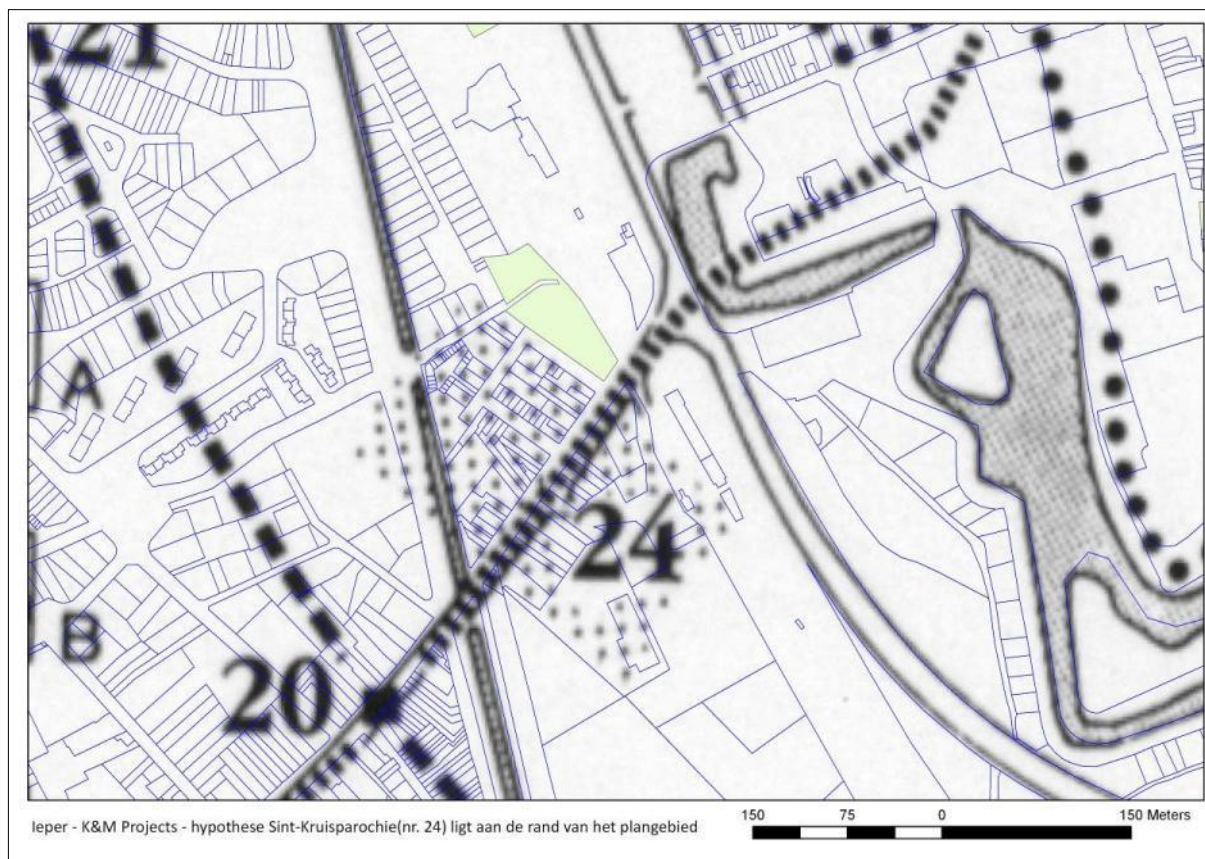 21
A
24
B
20
Ieper - K&M Projects - hypothese Sint-Kruisparochie(nr. 24) ligt aan de rand van het plangebied
150 75 0 150 Meters